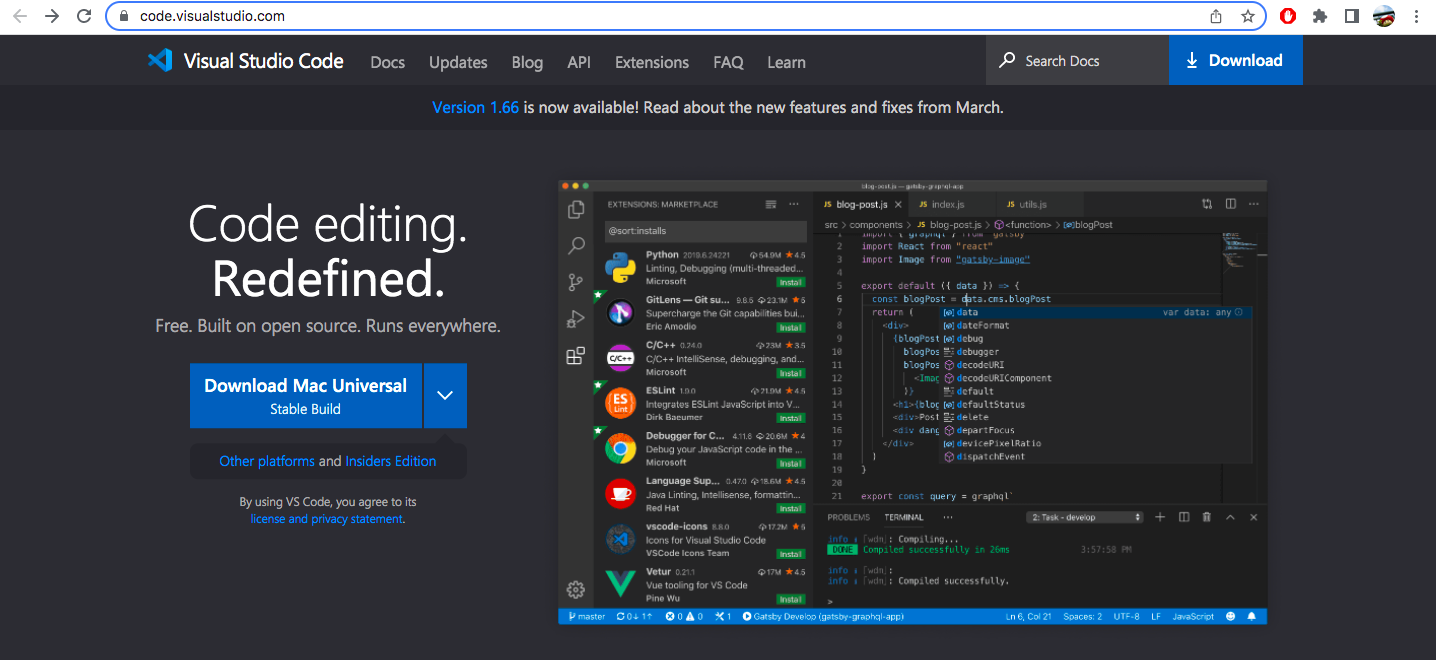 code.visualstudio.com
Visual Studio Code Docs Updates Blog API Extensions FAQ Learn Search Docs Download
Version 1.66 is now available! Read about the new features and fixes from March.
Code editing.
Redefined.
Free. Built on open source. Runs everywhere.
Download Mac Universal
Stable Build
Other platforms and Insiders Edition
By using VS Code, you agree to its
license and privacy statement.
blog-post.js — gatsby-graphql-app
EXTENSIONS: MARKETPLACE
@sort:installs
Python 2019.6.24221 54.9M 4.5
Linting, Debugging (multi-threaded...
Microsoft Install
GitLens — Git su... 9.8.5 23.1M 5
Supercharge the Git capabilities bui...
Eric Amodio Install
C/C++ 0.24.0 23M 3.5
C/C++ IntelliSense, debugging, and...
Microsoft Install
C/C++
ESLint 1.9.0 21.9M 4.5
Integrates ESLint JavaScript into V...
Dirk Baeumer Install
ES
Lint
Debugger for C... 4.11.6 20.6M 4
Debug your JavaScript code in the ...
Microsoft Install
Language Sup... 0.47.0 18.6M 4.5
Java Linting, Intellisense, formattin...
Red Hat Install
vscode-icons 8.8.0 17.2M 5
Icons for Visual Studio Code
VSCode Icons Team Install
Vetur 0.21.1 17M 4.5
Vue tooling for VS Code
Pine Wu Install
JS blog-post.js JS index.js JS utils.js
src > components > JS blog-post.js > <function> > blogPost
1 import { graphql } from "gatsby"
2 import React from "react"
3 import Image from "gatsby-image"
4
5 export default ({ data }) => {
6 const blogPost = data.cms.blogPost
7 return ( data var data: any
8 <div> dateFormat
9 {blogPos debug
10 blogPos debugger
11 blogPos decodeURI
12 <Imag decodeURIComponent
13 )} default
14 <h1>{blog defaultStatus
15 <div>Post delete
16 <div dang departFocus
17 </div> devicePixelRatio
18 ) dispatchEvent
19 }
20
21 export const query = graphql`
PROBLEMS TERMINAL ... 2: Task - develop
info : [wdm]: Compiling...
DONE Compiled successfully in 26ms 3:57:58 PM
info : [wdm]:
info : [wdm]: Compiled successfully.
>
master 0↓ 1↑ 0 0 1 Gatsby Develop (gatsby-graphql-app) Ln 6, Col 21 Spaces: 2 UTF-8 LF JavaScript